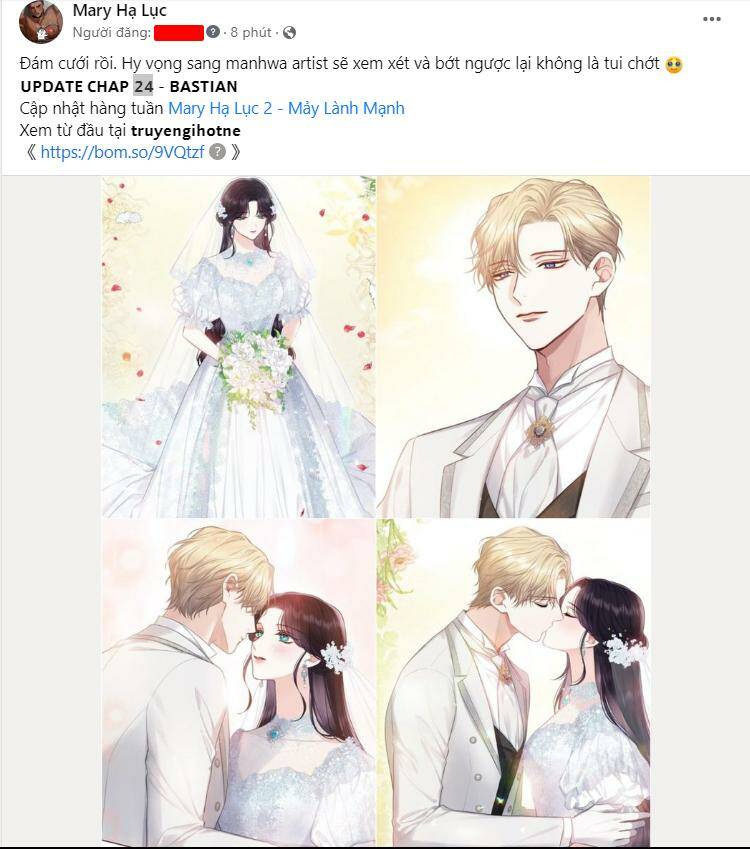 Mary Hạ Lục
Người đăng: · 8 phút ·
Đám cưới rồi. Hy vọng sang manhwa artist sẽ xem xét và bớt ngược lại không là tui chớt 🥹
UPDATE CHAP 24 - BASTIAN
Cập nhật hàng tuần Mary Hạ Lục 2 - Mảy Lành Mạnh
Xem từ đầu tại truyengihotne
《 https://bom.so/9VQtzf ? 》